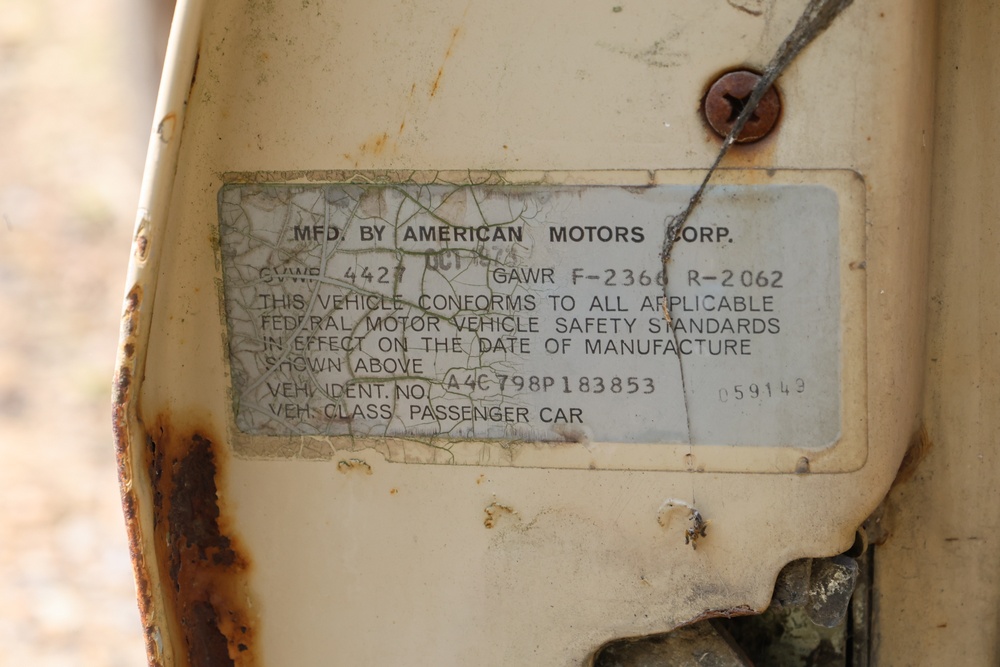 MFD. BY AMERICAN MOTORS CORP.
OCT
GVWR 4427 GAWR F-2366 R-2062
THIS VEHICLE CONFORMS TO ALL APPLICABLE
FEDERAL MOTOR VEHICLE SAFETY STANDARDS
IN EFFECT ON THE DATE OF MANUFACTURE
SHOWN ABOVE
VEH. IDENT. NO. A4C798P183853 059149
VEH. CLASS PASSENGER CAR